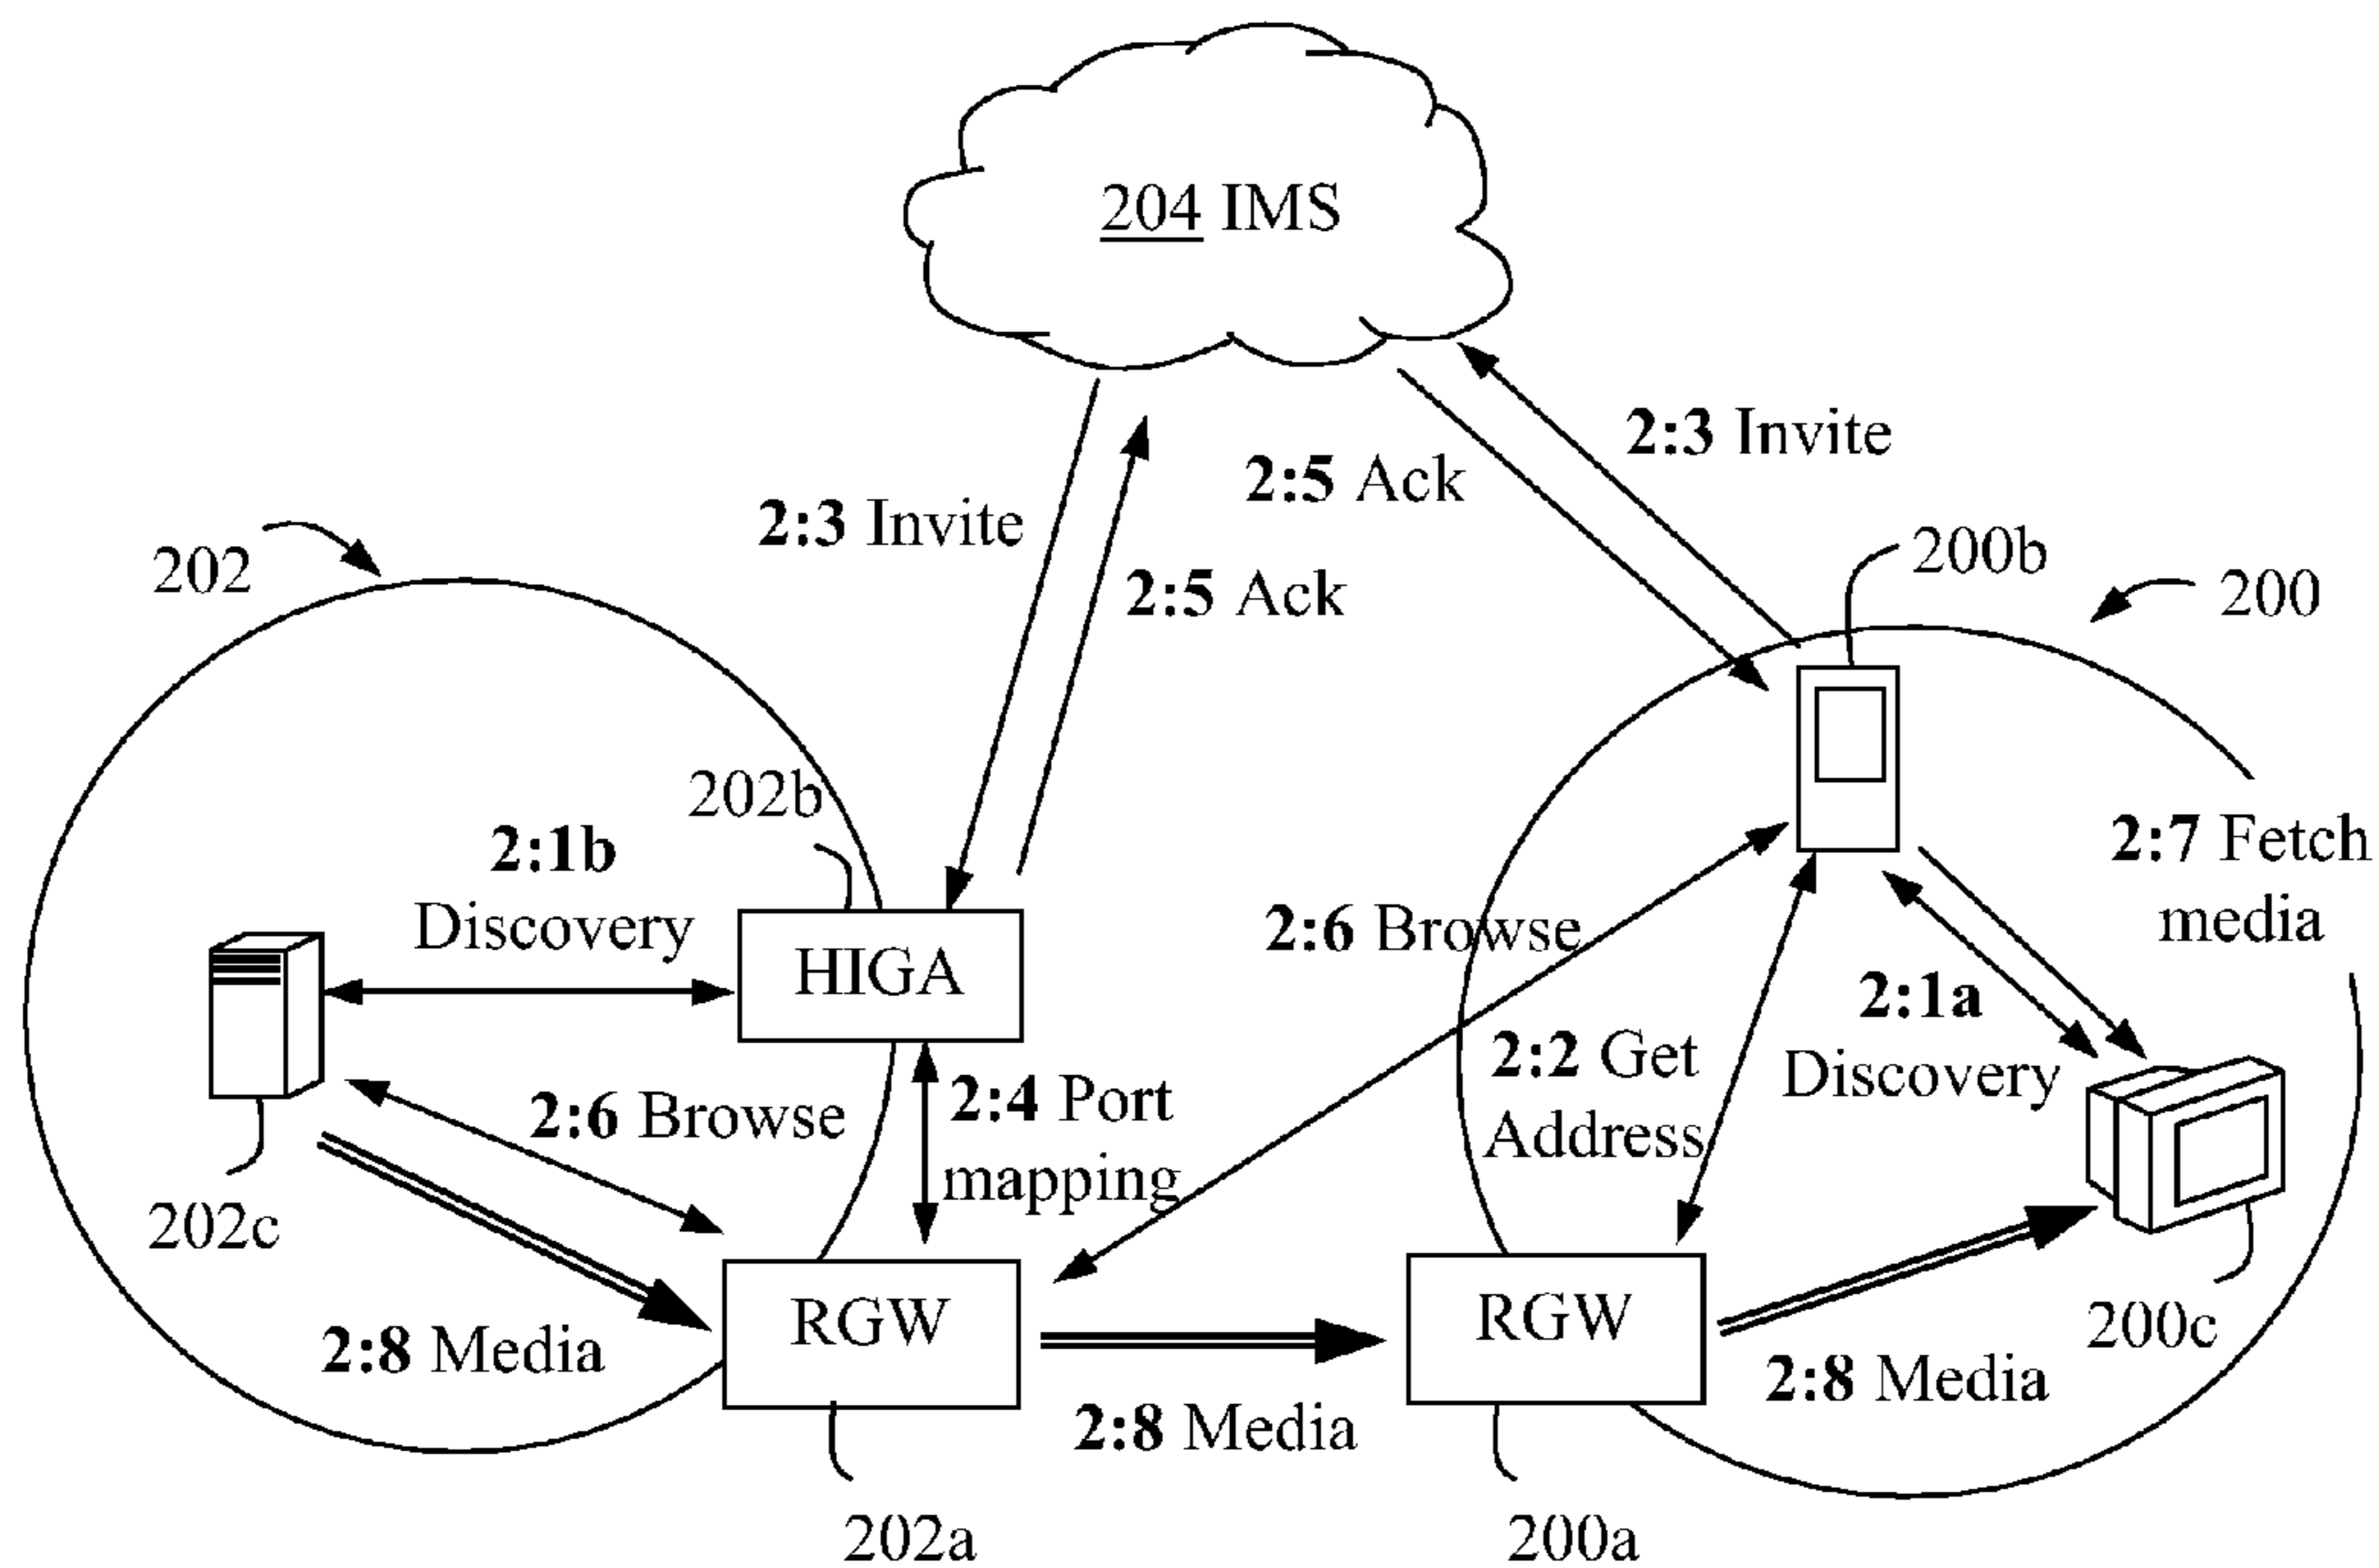 204 IMS
2:3 Invite
2:5 Ack
2:3 Invite
2:5 Ack
202
200b
200
202b
2:1b
Discovery
HIGA
2:6 Browse
2:7 Fetch
media
2:1a
Discovery
2:2 Get
Address
2:6 Browse
2:4 Port
mapping
202c
RGW
RGW
200c
2:8 Media
2:8 Media
2:8 Media
202a
200a